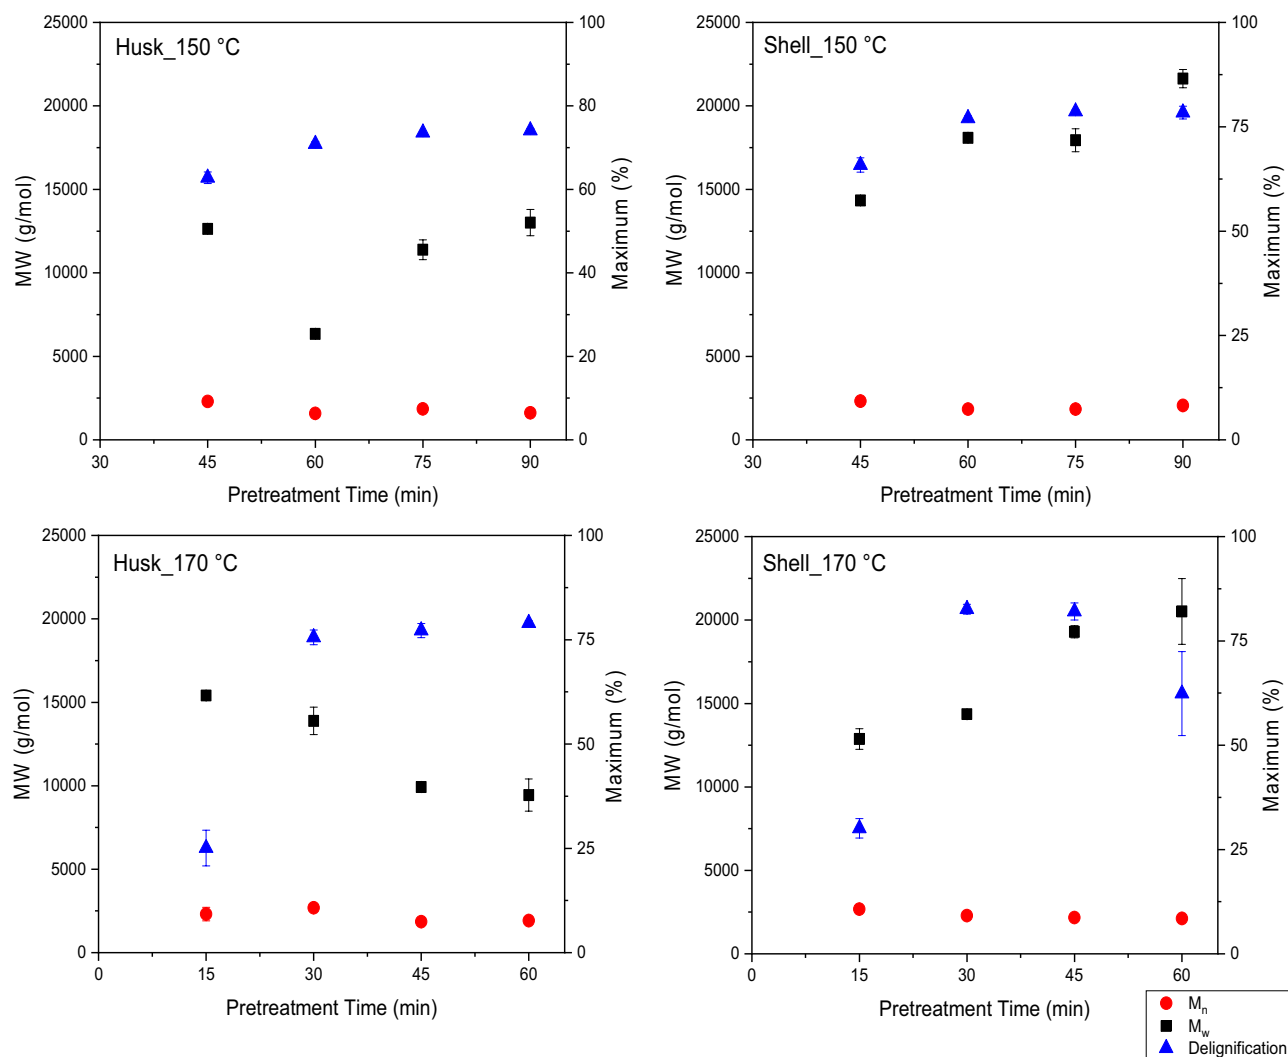 Husk_150 °C
25000
20000
15000
10000
5000
0
MW (g/mol)
100
80
60
40
20
0
Maximum (%)
30 45 60 75 90
Pretreatment Time (min)
Shell_150 °C
25000
20000
15000
10000
5000
0
MW (g/mol)
100
75
50
25
0
Maximum (%)
30 45 60 75 90
Pretreatment Time (min)
Husk_170 °C
25000
20000
15000
10000
5000
0
MW (g/mol)
100
75
50
25
0
Maximum (%)
0 15 30 45 60
Pretreatment Time (min)
Shell_170 °C
25000
20000
15000
10000
5000
0
MW (g/mol)
100
75
50
25
0
Maximum (%)
0 15 30 45 60
Pretreatment Time (min)
Mn
Mw
Delignification